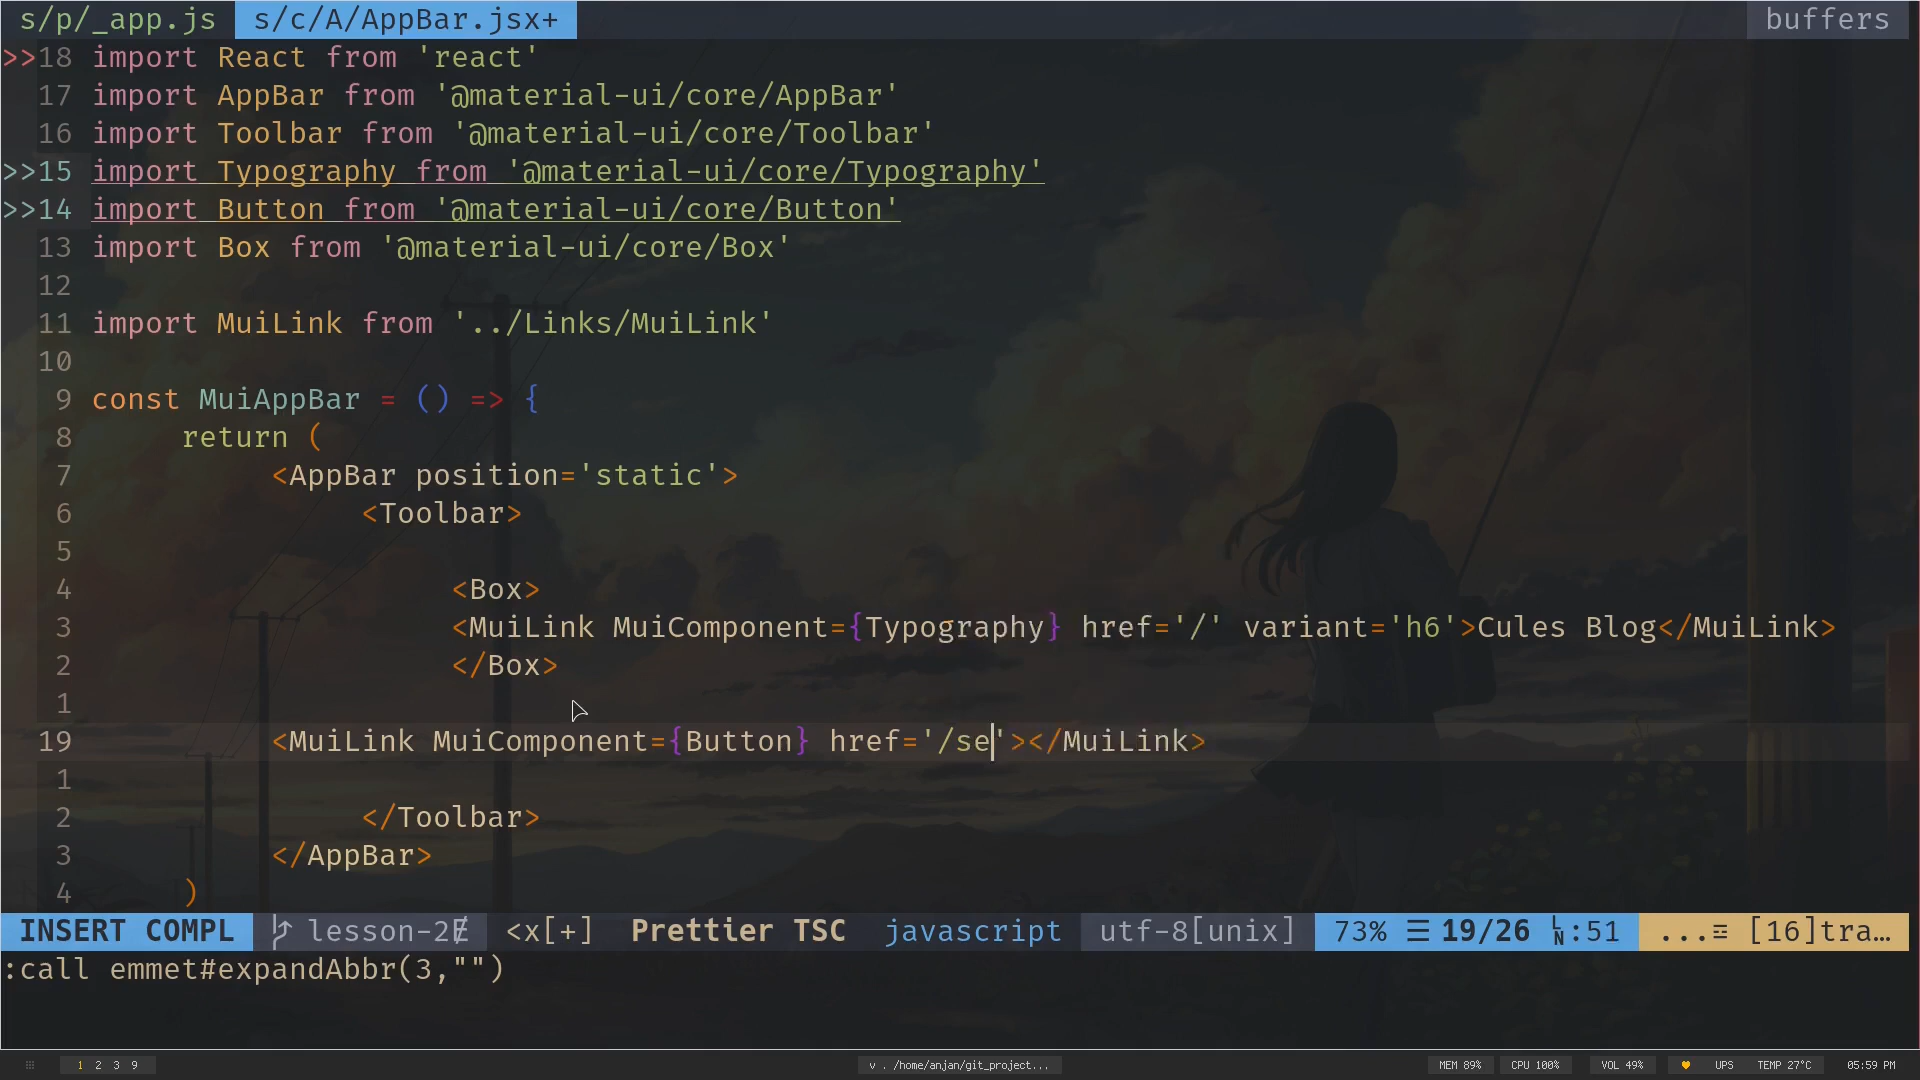 s/p/_app.js s/c/A/AppBar.jsx+ buffers
>>18 import React from 'react'
17 import AppBar from '@material-ui/core/AppBar'
16 import Toolbar from '@material-ui/core/Toolbar'
>>15 import Typography from '@material-ui/core/Typography'
>>14 import Button from '@material-ui/core/Button'
13 import Box from '@material-ui/core/Box'
12
11 import MuiLink from '../Links/MuiLink'
10
9 const MuiAppBar = () => {
8 return (
7 <AppBar position='static'>
6 <Toolbar>
5
4 <Box>
3 <MuiLink MuiComponent={Typography} href='/' variant='h6'>Cules Blog</MuiLink>
2 </Box>
1
19 <MuiLink MuiComponent={Button} href='/se'></MuiLink>
1
2 </Toolbar>
3 </AppBar>
4 )
INSERT COMPL lesson-2 <x[+] Prettier TSC javascript utf-8[unix] 73% ☰ 19/26 :51 ...≡ [16]tra…
:call emmet#expandAbbr(3,"")
1 2 3 9 v . /home/anjan/git_project... MEM 89% CPU 100% VOL 49% UPS TEMP 27°C 05:59 PM